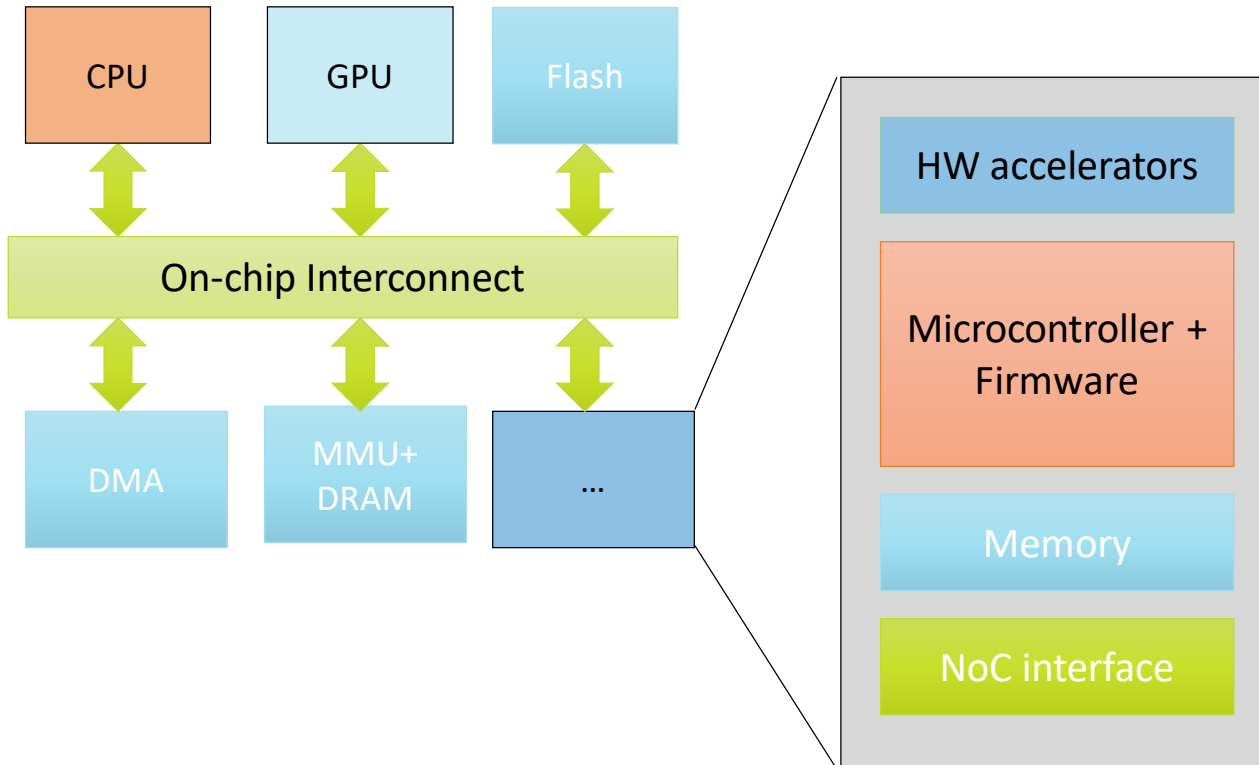 CPU
GPU
Flash
On-chip Interconnect
DMA
MMU+
DRAM
...
HW accelerators
Microcontroller +
Firmware
Memory
NoC interface